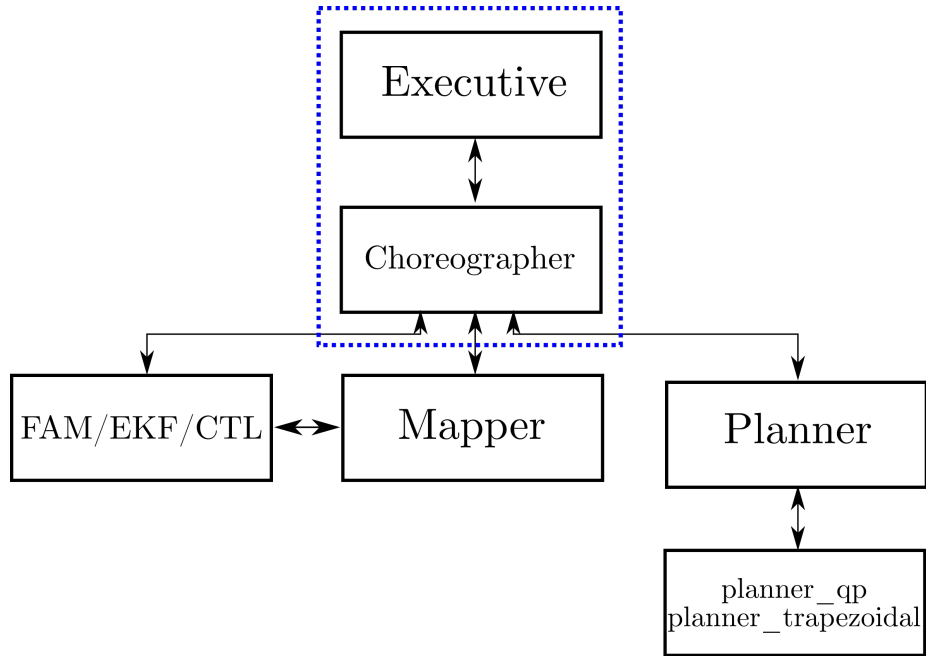 Executive
Choreographer
FAM/EKF/CTL
Mapper
Planner
planner_qp
planner_trapezoidal